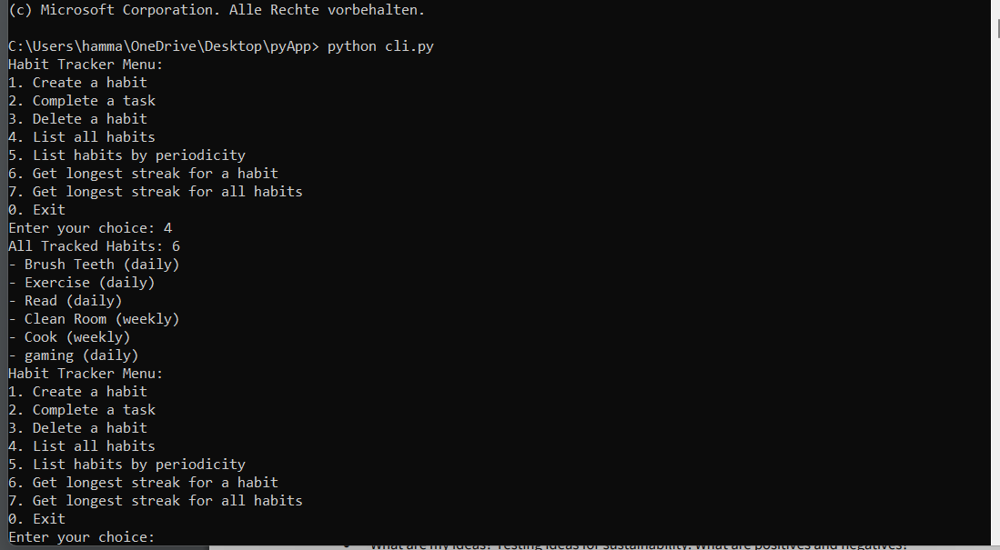 (c) Microsoft Corporation. Alle Rechte vorbehalten.
C:\Users\hamma\OneDrive\Desktop\pyApp> python cli.py
Habit Tracker Menu:
1. Create a habit
2. Complete a task
3. Delete a habit
4. List all habits
5. List habits by periodicity
6. Get longest streak for a habit
7. Get longest streak for all habits
0. Exit
Enter your choice: 4
All Tracked Habits: 6
- Brush Teeth (daily)
- Exercise (daily)
- Read (daily)
- Clean Room (weekly)
- Cook (weekly)
- gaming (daily)
Habit Tracker Menu:
1. Create a habit
2. Complete a task
3. Delete a habit
4. List all habits
5. List habits by periodicity
6. Get longest streak for a habit
7. Get longest streak for all habits
0. Exit
Enter your choice:
What are my ideas? Testing ideas for sustainability. What are positives and negatives?